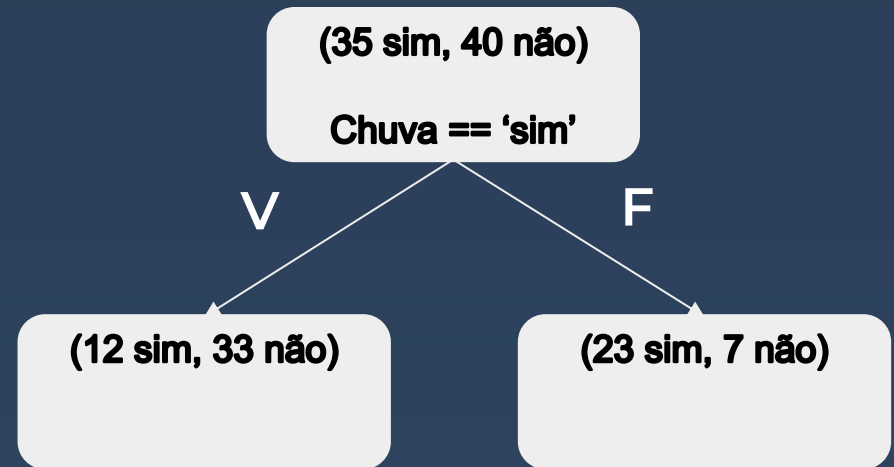 (35 sim, 40 não)
Chuva == ‘sim’
V
F
(12 sim, 33 não)
(23 sim, 7 não)